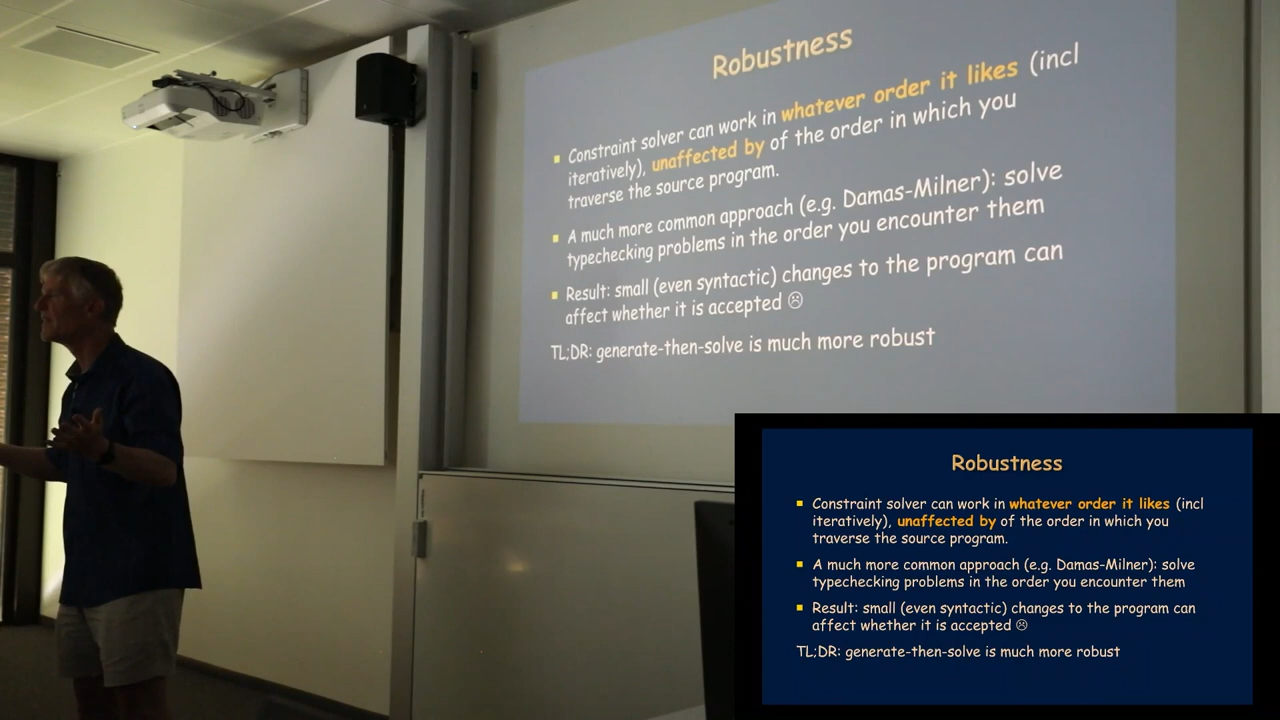 Robustness
Constraint solver can work in whatever order it likes (incl
iteratively), unaffected by of the order in which you
traverse the source program.
A much more common approach (e.g. Damas-Milner): solve
typechecking problems in the order you encounter them
Result: small (even syntactic) changes to the program can
affect whether it is accepted ☹
TL;DR: generate-then-solve is much more robust
Robustness
Constraint solver can work in whatever order it likes (incl
iteratively), unaffected by of the order in which you
traverse the source program.
A much more common approach (e.g. Damas-Milner): solve
typechecking problems in the order you encounter them
Result: small (even syntactic) changes to the program can
affect whether it is accepted ☹
TL;DR: generate-then-solve is much more robust